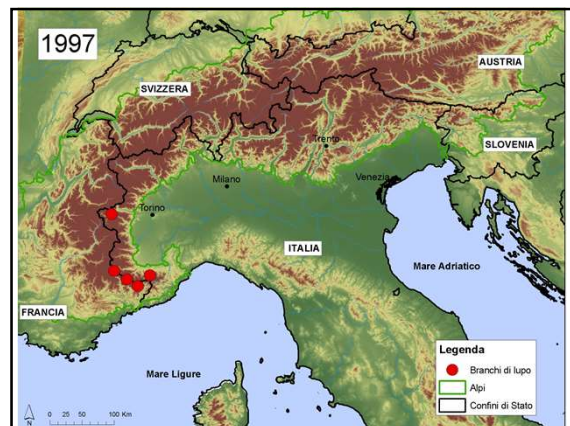 1997
AUSTRIA
SVIZZERA
Trento
SLOVENIA
Milano
Venezia
Torino
ITALIA
Mare Adriatico
FRANCIA
Mare Ligure
Legenda
Branchi di lupo
Alpi
Confini di Stato
N
0 25 50 100 Km